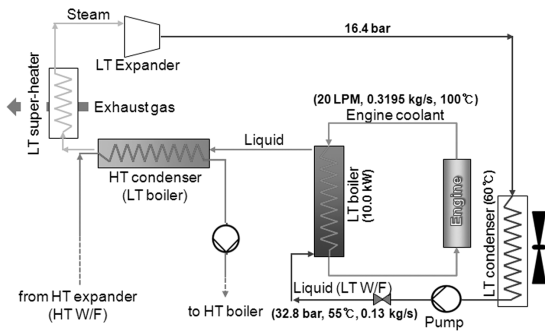 Steam
16.4 bar
LT Expander
LT super-heater
Exhaust gas
(20 LPM, 0.3195 kg/s, 100℃)
Engine coolant
Liquid
HT condenser
(LT boiler)
LT boiler
(10.0 kW)
Engine
LT condenser (60℃)
from HT expander
(HT W/F)
to HT boiler
Liquid (LT W/F)
(32.8 bar, 55℃, 0.13 kg/s)
Pump